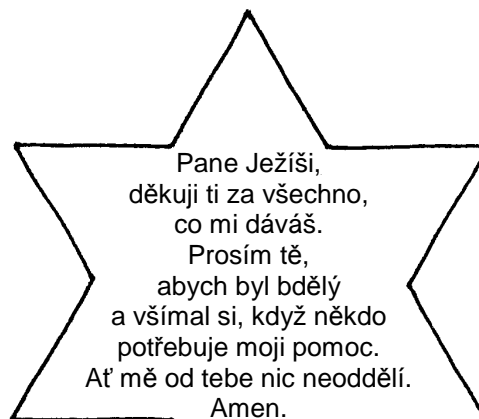 Pane Ježíši,
děkuji ti za všechno,
co mi dáváš.
Prosím tě,
abych byl bdělý
a všímal si, když někdo
potřebuje moji pomoc.
Ať mě od tebe nic neoddělí.
Amen.